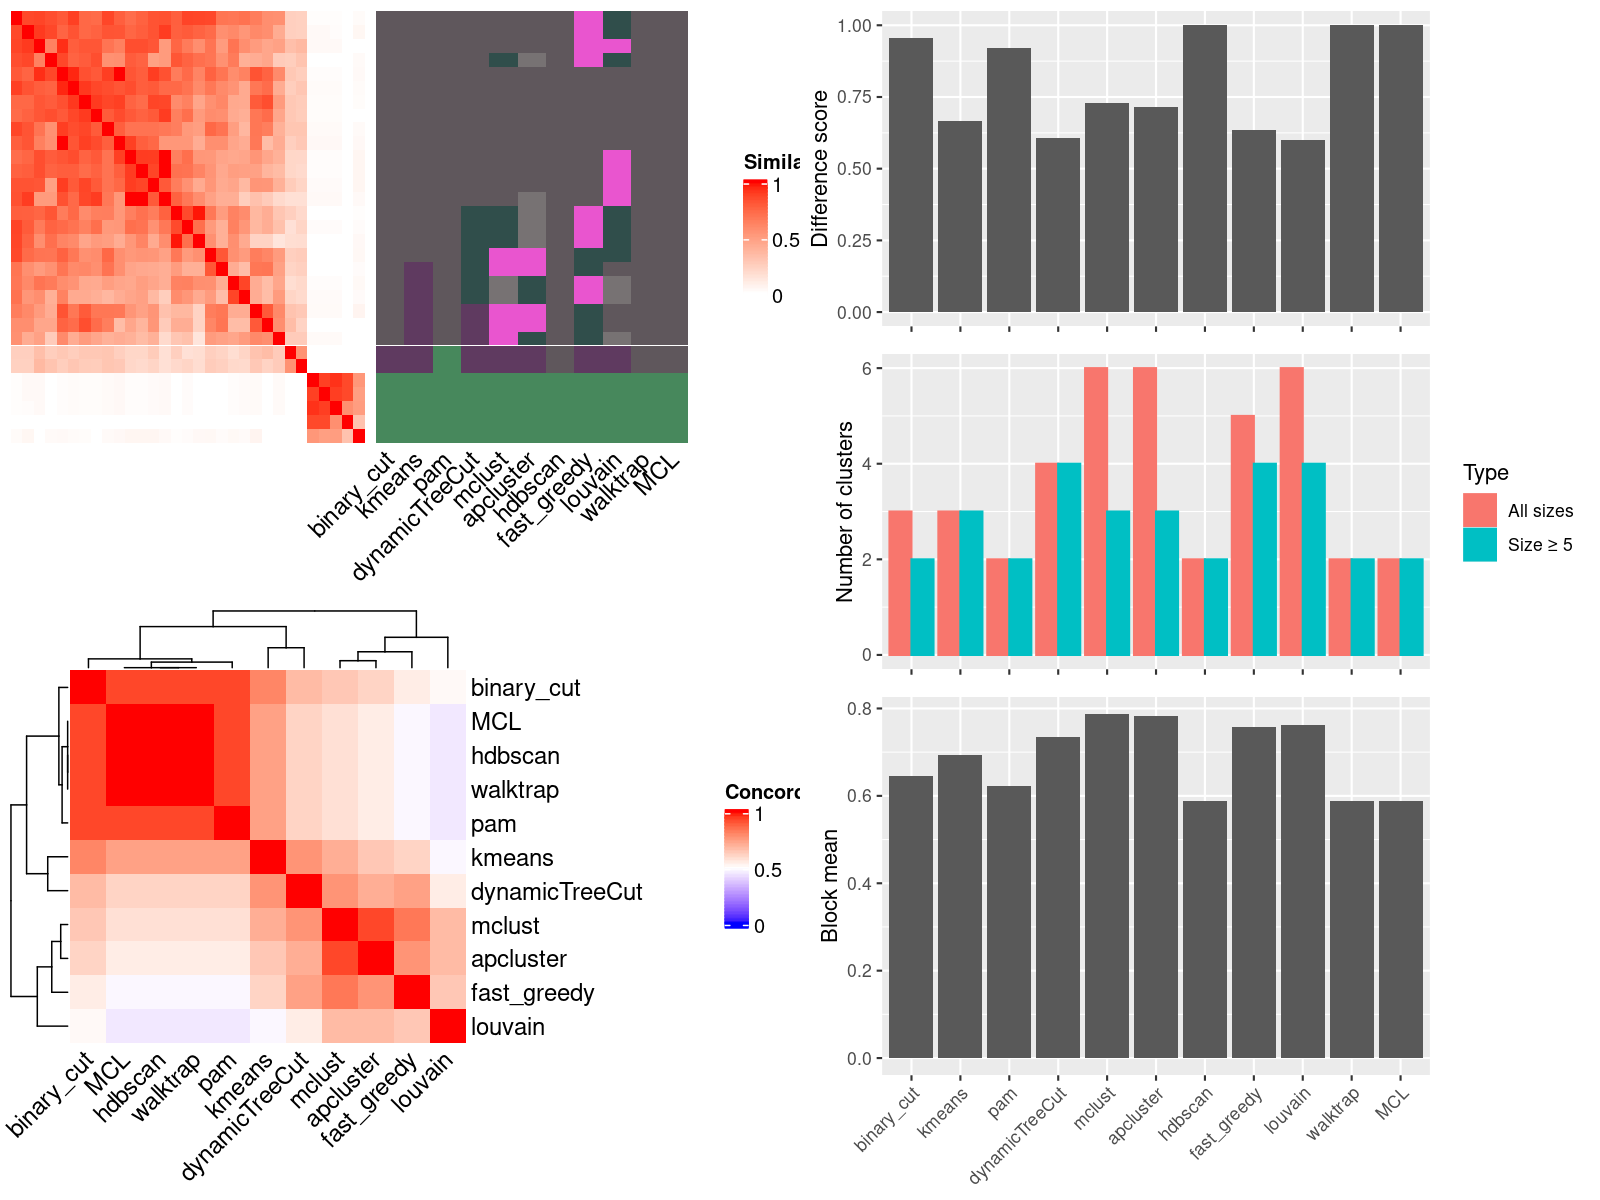 Simila
1
0.5
0
binary_cut
kmeans
pam
dynamicTreeCut
mclust
apcluster
hdbscan
fast_greedy
louvain
walktrap
MCL
binary_cut
MCL
hdbscan
walktrap
pam
kmeans
dynamicTreeCut
mclust
apcluster
fast_greedy
louvain
binary_cut
MCL
hdbscan
walktrap
pam
kmeans
dynamicTreeCut
mclust
apcluster
fast_greedy
louvain
Concord
1
0.5
0
Difference score
1.00
0.75
0.50
0.25
0.00
Number of clusters
6
4
2
0
Type
All sizes
Size ≥ 5
Block mean
0.8
0.6
0.4
0.2
0.0
binary_cut
kmeans
pam
dynamicTreeCut
mclust
apcluster
hdbscan
fast_greedy
louvain
walktrap
MCL